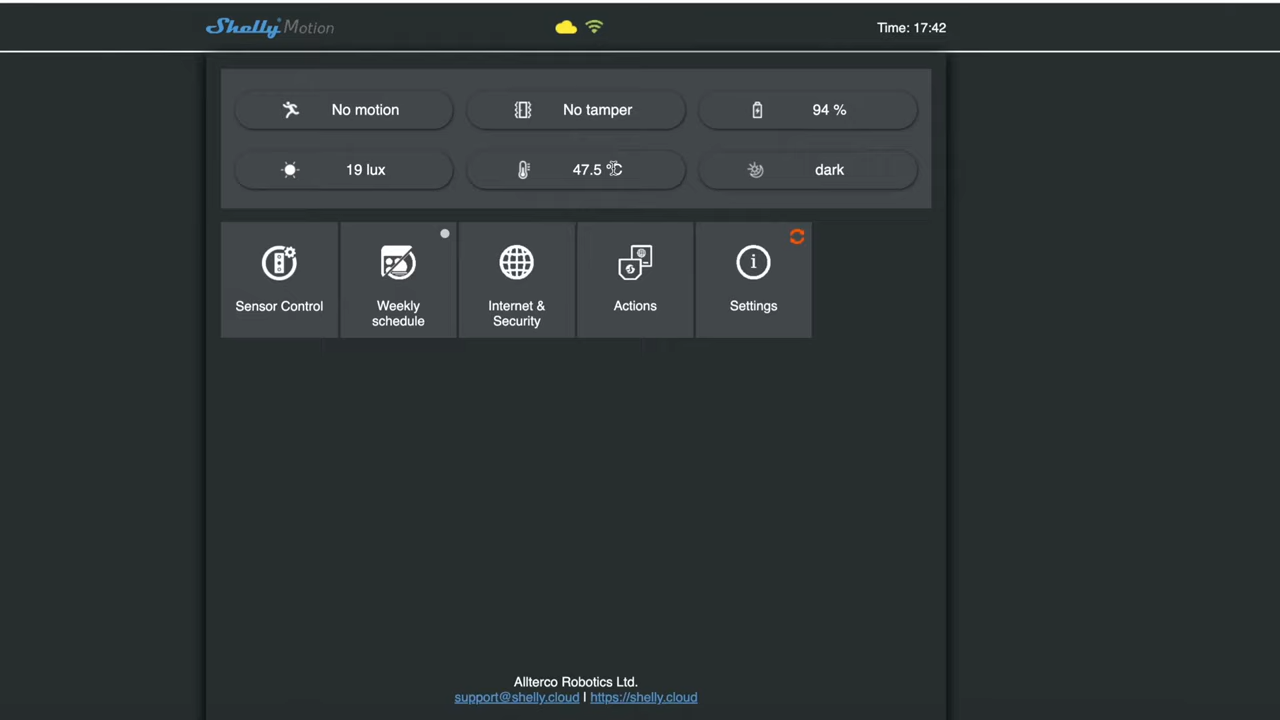 Shelly Motion
Time: 17:42
No motion
No tamper
94 %
19 lux
47.5 °C
dark
Sensor Control
Weekly
schedule
Internet &
Security
Actions
Settings
Allterco Robotics Ltd.
support@shelly.cloud | https://shelly.cloud